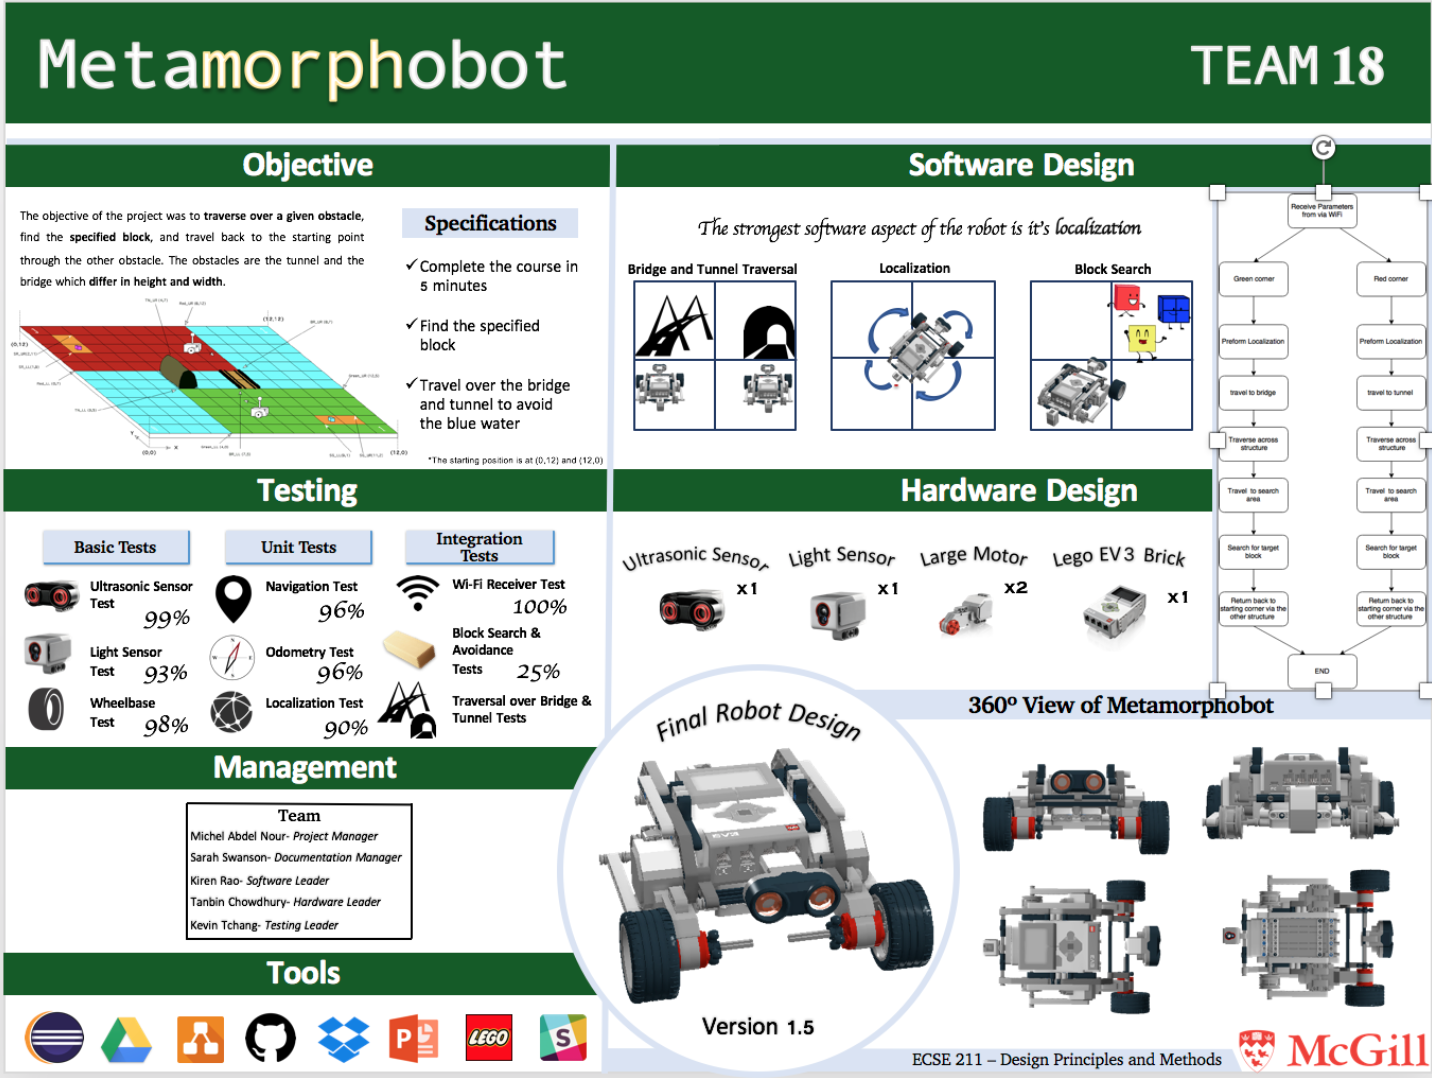 Metamorphobot
TEAM 18
Objective
The objective of the project was to traverse over a given obstacle,
find the specified block, and travel back to the starting point
through the other obstacle. The obstacles are the tunnel and the
bridge which differ in height and width.
Specifications
✓Complete the course in
5 minutes
✓Find the specified
block
✓Travel over the bridge
and tunnel to avoid
the blue water
(12,12)
(0,12)
(0,0)
X
(12,0)
*The starting position is at (0,12) and (12,0)
Software Design
The strongest software aspect of the robot is it's localization
Bridge and Tunnel Traversal
Localization
Block Search
Receive Parameters
from via WiFi
Green corner
Red corner
Preform Localization
Preform Localization
travel to bridge
travel to tunnel
Traverse across
structure
Traverse across
structure
Travel to search
area
Travel to search
area
Search for target
block
Search for target
block
Return back to
starting corner via the
other structure
Return back to
starting corner via the
other structure
END
Testing
Basic Tests
Ultrasonic Sensor
Test
99%
Light Sensor
Test 93%
Wheelbase
Test 98%
Unit Tests
Navigation Test
96%
Odometry Test
96%
Localization Test
90%
Integration
Tests
Wi-Fi Receiver Test
100%
Block Search &
Avoidance
Tests 25%
Traversal over Bridge &
Tunnel Tests
Hardware Design
Ultrasonic Sensor
x1
Light Sensor
x1
Large Motor
x2
Lego EV3 Brick
x1
Management
Team
Michel Abdel Nour- Project Manager
Sarah Swanson- Documentation Manager
Kiren Rao- Software Leader
Tanbin Chowdhury- Hardware Leader
Kevin Tchang- Testing Leader
Tools
P
LEGO
S
Final Robot Design
EV3
Version 1.5
360º View of Metamorphobot
ECSE 211 – Design Principles and Methods
McGill